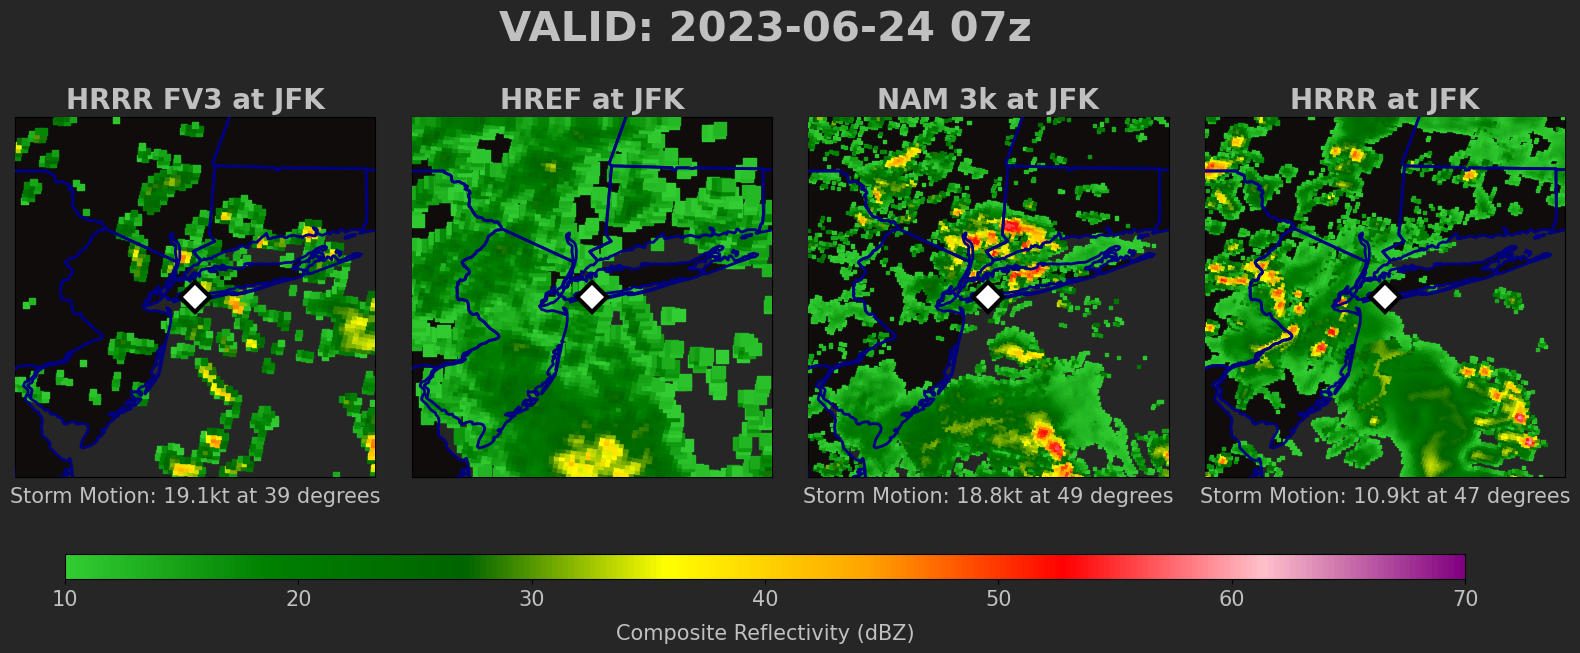 VALID: 2023-06-24 07z
HRRR FV3 at JFK
HREF at JFK
NAM 3k at JFK
HRRR at JFK
Storm Motion: 19.1kt at 39 degrees
Storm Motion: 18.8kt at 49 degrees
Storm Motion: 10.9kt at 47 degrees
10 20 30 40 50 60 70
Composite Reflectivity (dBZ)